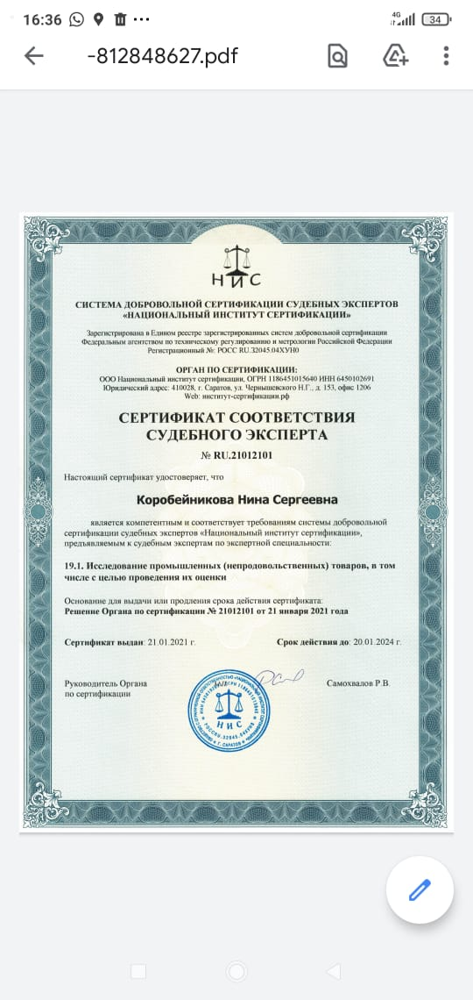 16:36
4G
34
-812848627.pdf
НИС
СИСТЕМА ДОБРОВОЛЬНОЙ СЕРТИФИКАЦИИ СУДЕБНЫХ ЭКСПЕРТОВ
«НАЦИОНАЛЬНЫЙ ИНСТИТУТ СЕРТИФИКАЦИИ»
Зарегистрирована в Едином реестре зарегистрированных систем добровольной сертификации
Федеральным агентством по техническому регулированию и метрологии Российской Федерации
Регистрационный №: РОСС RU.32045.04ХУН0
ОРГАН ПО СЕРТИФИКАЦИИ:
ООО Национальный институт сертификации, ОГРН 1186451015640 ИНН 6450102691
Юридический адрес: 410028, г. Саратов, ул. Чернышевского Н.Г., д. 153, офис 1206
Web: институт-сертификации.рф
СЕРТИФИКАТ СООТВЕТСТВИЯ
СУДЕБНОГО ЭКСПЕРТА
№ RU.21012101
Настоящий сертификат удостоверяет, что
Коробейникова Нина Сергеевна
является компетентным и соответствует требованиям системы добровольной
сертификации судебных экспертов «Национальный институт сертификации»,
предъявляемым к судебным экспертам по экспертной специальности:
19.1. Исследование промышленных (непродовольственных) товаров, в том
числе с целью проведения их оценки
Основание для выдачи или продления срока действия сертификата:
Решение Органа по сертификации № 21012101 от 21 января 2021 года
Сертификат выдан: 21.01.2021 г.
Срок действия до: 20.01.2024 г.
Руководитель Органа
по сертификации
Самохвалов Р.В.
НИС
Г. САРАТОВ